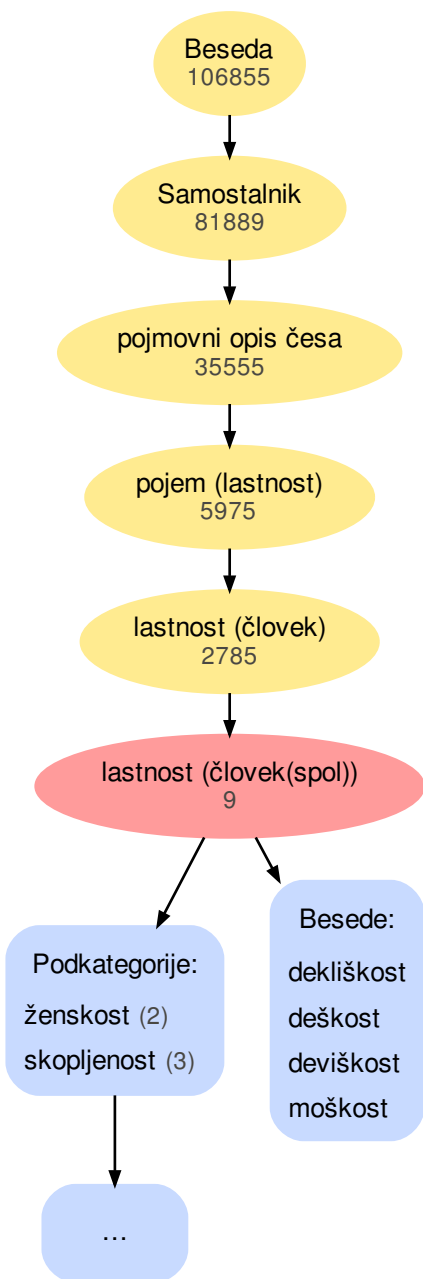 Beseda
106855
Samostalnik
81889
pojmovni opis česa
35555
pojem (lastnost)
5975
lastnost (človek)
2785
lastnost (človek(spol))
9
Podkategorije:
ženskost (2)
skopljenost (3)
Besede:
dekliškost
deškost
deviškost
moškost
...